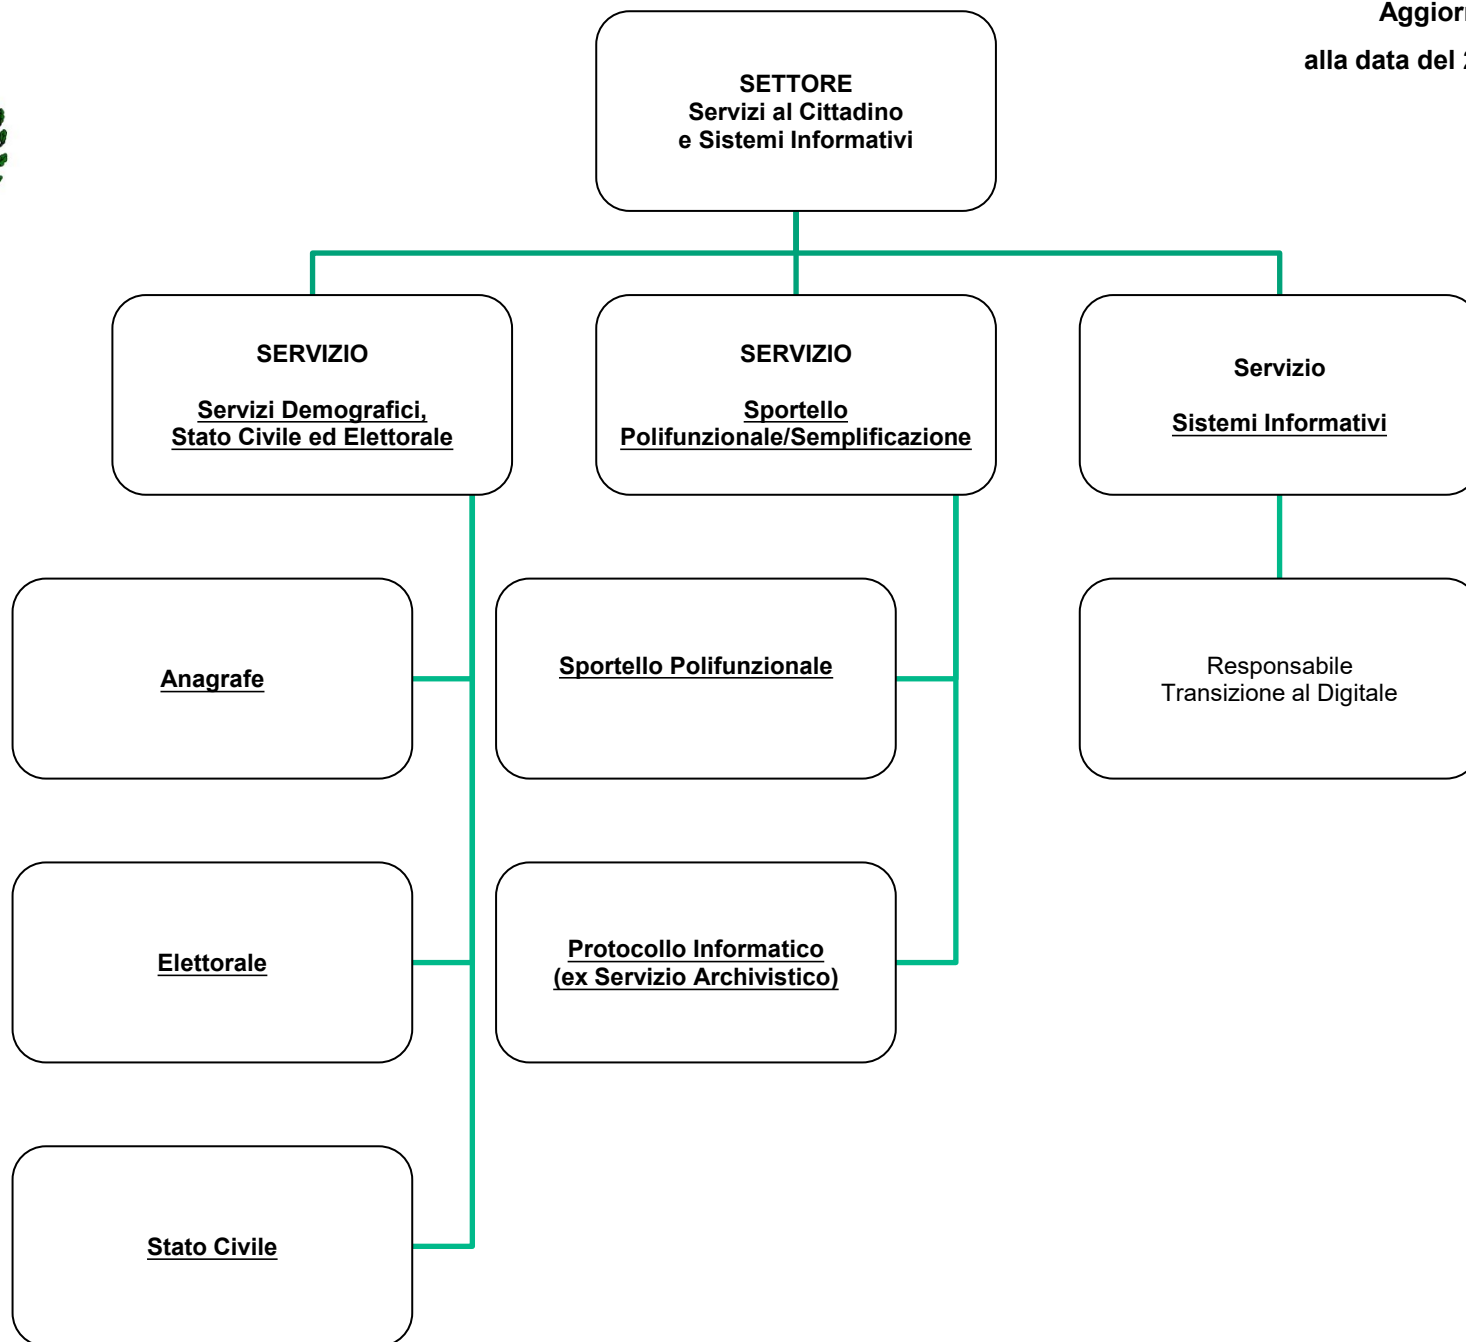 alla data del
SETTORE
Servizi al Cittadino
e Sistemi Informativi
SERVIZIO
Servizi Demografici,
Stato Civile ed Elettorale
SERVIZIO
Sportello
Polifunzionale/Semplificazione
Servizio
Sistemi Informativi
Anagrafe
Sportello Polifunzionale
Responsabile
Transizione al Digitale
Elettorale
Protocollo Informatico
(ex Servizio Archivistico)
Stato Civile